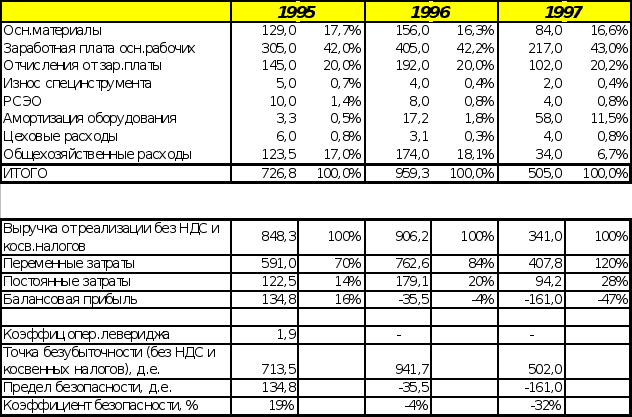 1995 1996 1997
Осн.материалы 129,0 17,7% 156,0 16,3% 84,0 16,6%
Заработная плата осн.рабочих 305,0 42,0% 405,0 42,2% 217,0 43,0%
Отчисления от зар.платы 145,0 20,0% 192,0 20,0% 102,0 20,2%
Износ специнструмента 5,0 0,7% 4,0 0,4% 2,0 0,4%
РСЭО 10,0 1,4% 8,0 0,8% 4,0 0,8%
Амортизация оборудования 3,3 0,5% 17,2 1,8% 58,0 11,5%
Цеховые расходы 6,0 0,8% 3,1 0,3% 4,0 0,8%
Общехозяйственные расходы 123,5 17,0% 174,0 18,1% 34,0 6,7%
ИТОГО 726,8 100,0% 959,3 100,0% 505,0 100,0%
Выручка от реализации без НДС и
косв.налогов 848,3 100% 906,2 100% 341,0 100%
Переменные затраты 591,0 70% 762,6 84% 407,8 120%
Постоянные затраты 122,5 14% 179,1 20% 94,2 28%
Балансовая прибыль 134,8 16% -35,5 -4% -161,0 -47%
Коэффиц опер.левериджа 1,9 - -
Точка безубыточности (без НДС и
косвенных налогов), д.е. 713,5 941,7 502,0
Предел безопасности, д.е. 134,8 -35,5 -161,0
Коэффициент безопасности, % 19% -4% -32%